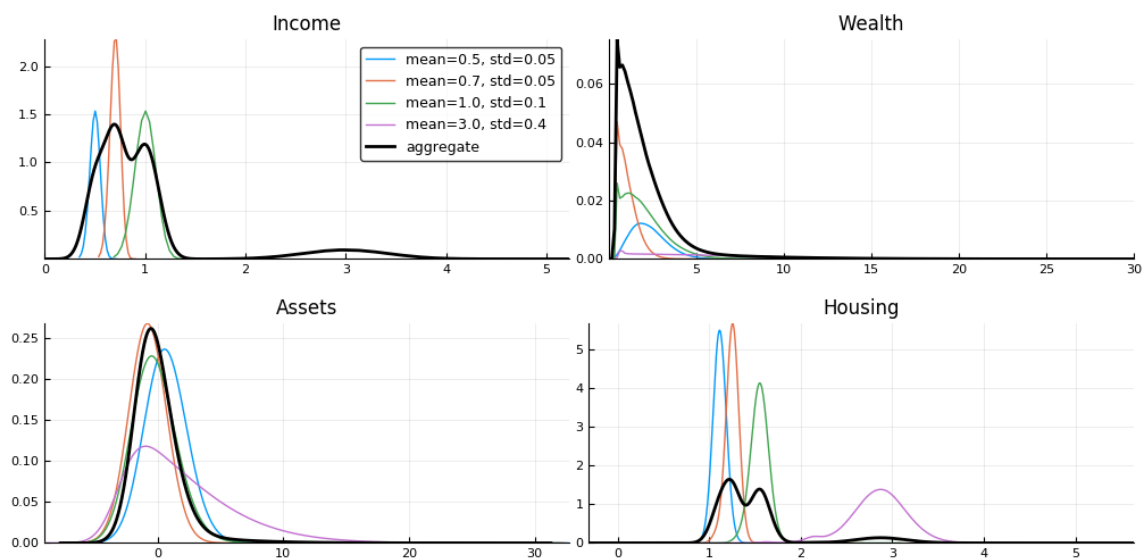 Income
2.0
1.5
1.0
0.5
0 1 2 3 4 5
mean=0.5, std=0.05
mean=0.7, std=0.05
mean=1.0, std=0.1
mean=3.0, std=0.4
aggregate
Wealth
0.06
0.04
0.02
0.00
5 10 15 20 25 30
Assets
0.25
0.20
0.15
0.10
0.05
0.00
0 10 20 30
Housing
5
4
3
2
1
0
0 1 2 3 4 5